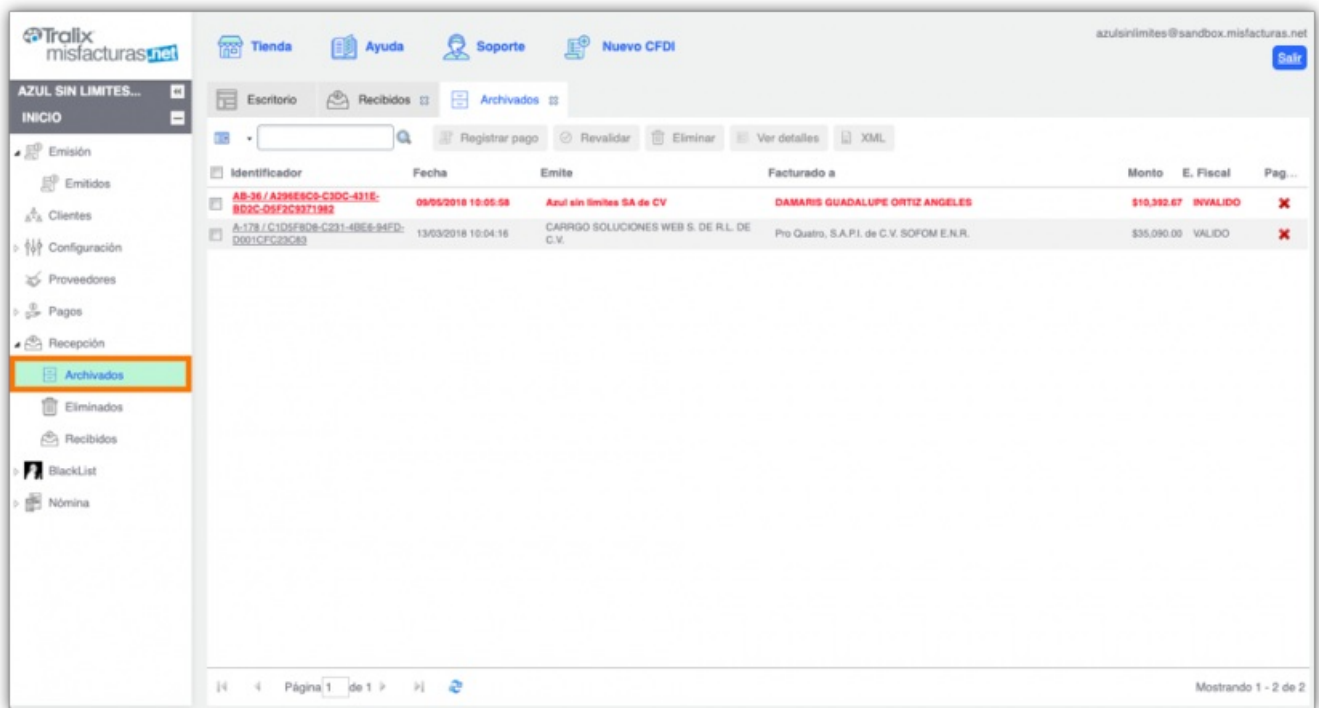 Tralix
misfacturas.net
Tienda
Ayuda
Soporte
Nuevo CFDI
azulsinlimites@sandbox.misfacturas.net
Salir
AZUL SIN LIMITES...
INICIO
Emisión
Emitidos
Clientes
Configuración
Proveedores
Pagos
Recepción
Archivados
Eliminados
Recibidos
BlackList
Nómina
Escritorio
Recibidos
Archivados
Registrar pago
Revalidar
Eliminar
Ver detalles
XML
Identificador Fecha Emite Facturado a Monto E. Fiscal Pag...
AB-36 / A296E6C0-C3DC-431E-
BD2C-D5F2C9371982
09/05/2018 10:05:58 Azul sin limites SA de CV DAMARIS GUADALUPE ORTIZ ANGELES $10,392.67 INVALIDO
A-178 / C1D5F8D8-C231-4BE6-94FD-
D001CFC23C83
13/03/2018 10:04:16
CARRGO SOLUCIONES WEB S. DE R.L. DE
C.V.
Pro Quatro, S.A.P.I. de C.V. SOFOM E.N.R. $35,090.00 VALIDO
Página 1 de 1
Mostrando 1 - 2 de 2